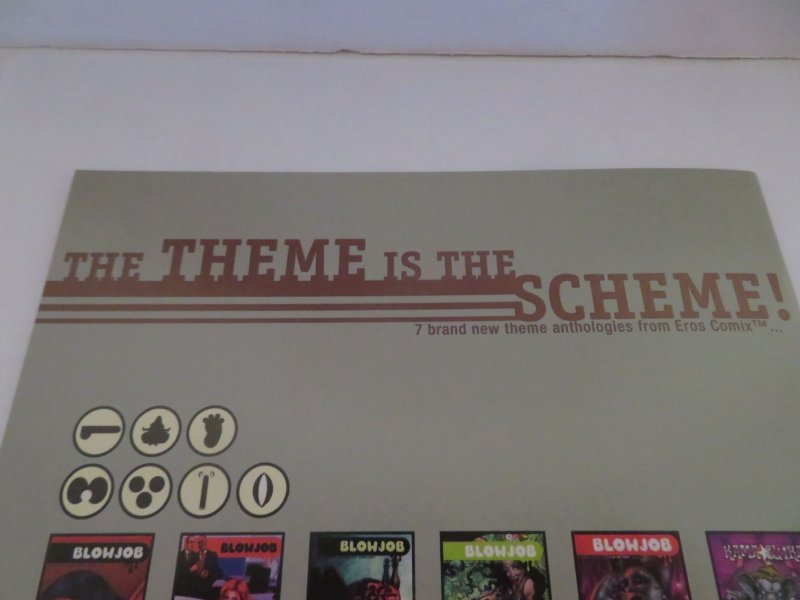 THE THEME IS THE
SCHEME!
7 brand new theme anthologies from Eros Comix™ ...
BLOWJOB
BLOWJOB
BLOWJOB
BLOWJOB
BLOWJOB